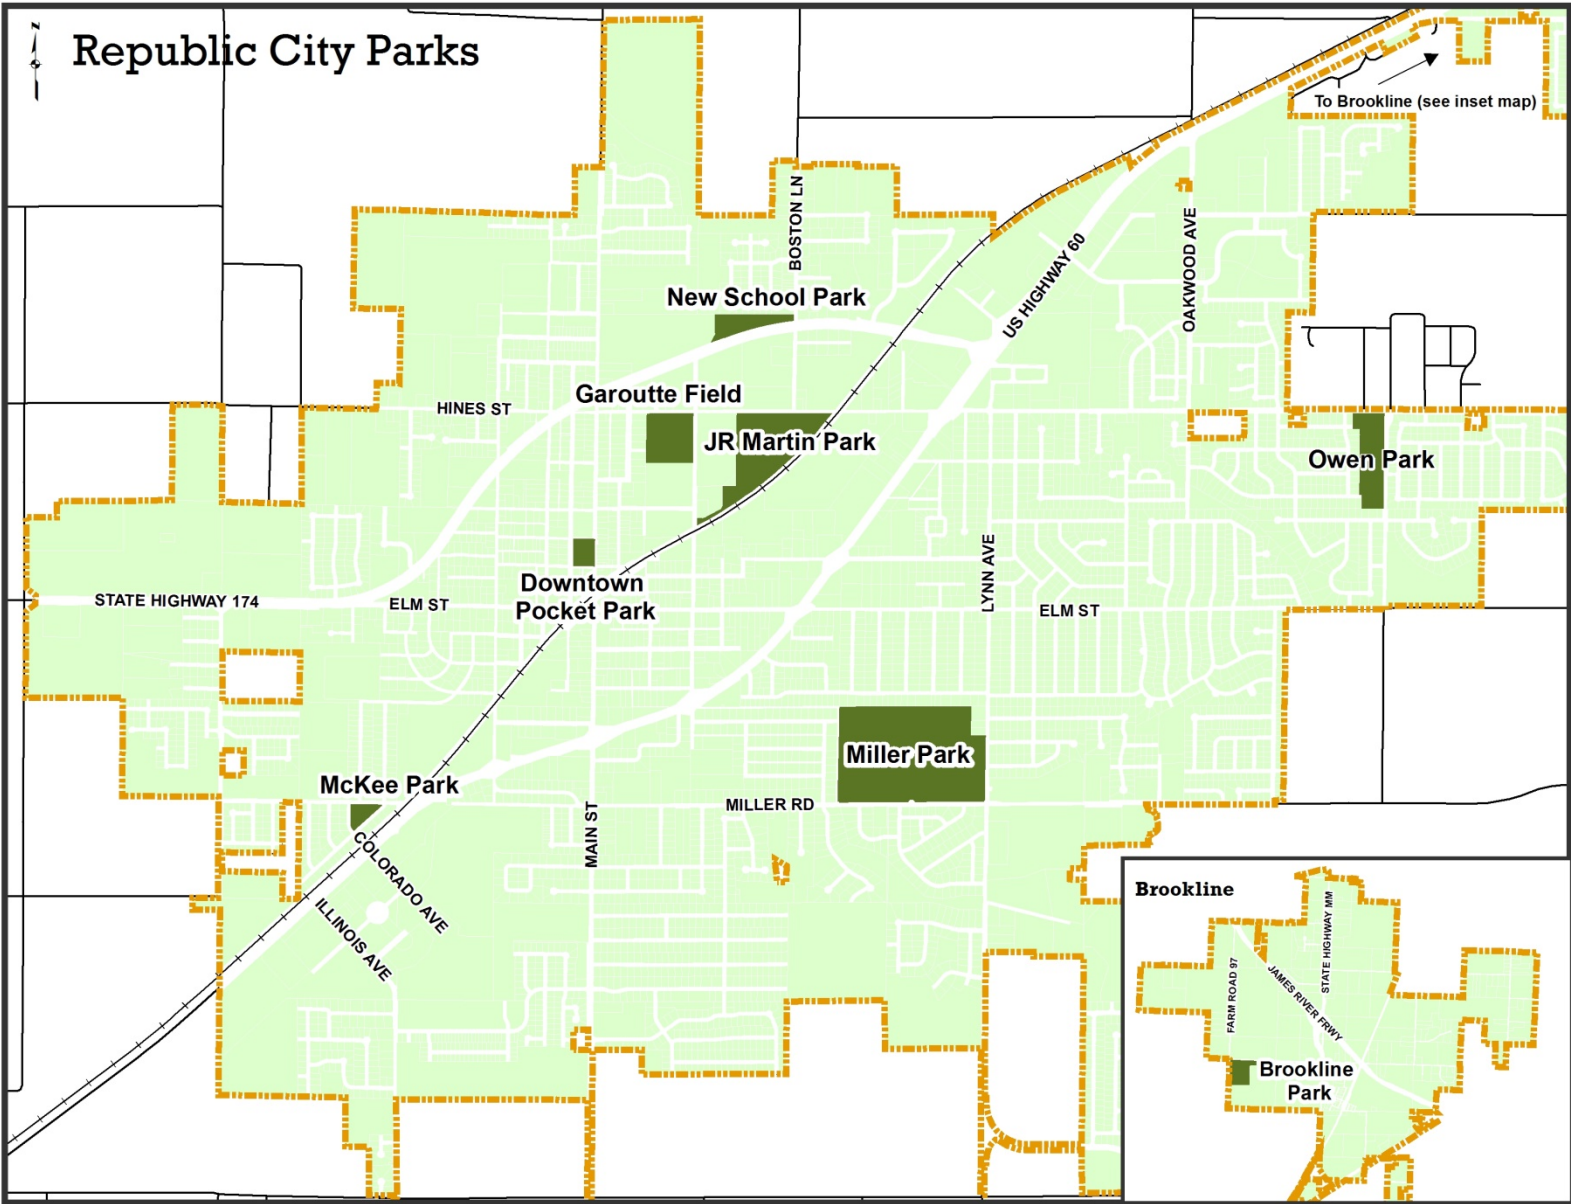 Z
Republic City Parks
To Brookline (see inset map)
BOSTON LN
OAKWOOD AVE
US HIGHWAY 60
New School Park
Garoutte Field
HINES ST
JR Martin Park
Owen Park
Downtown
Pocket Park
LYNN AVE
STATE HIGHWAY 174
ELM ST
ELM ST
Miller Park
McKee Park
MILLER RD
MAIN ST
COLORADO AVE
ILLINOIS AVE
Brookline
STATE HIGHWAY MM
FARM ROAD 97
JAMES RIVER FRWY
Brookline
Park